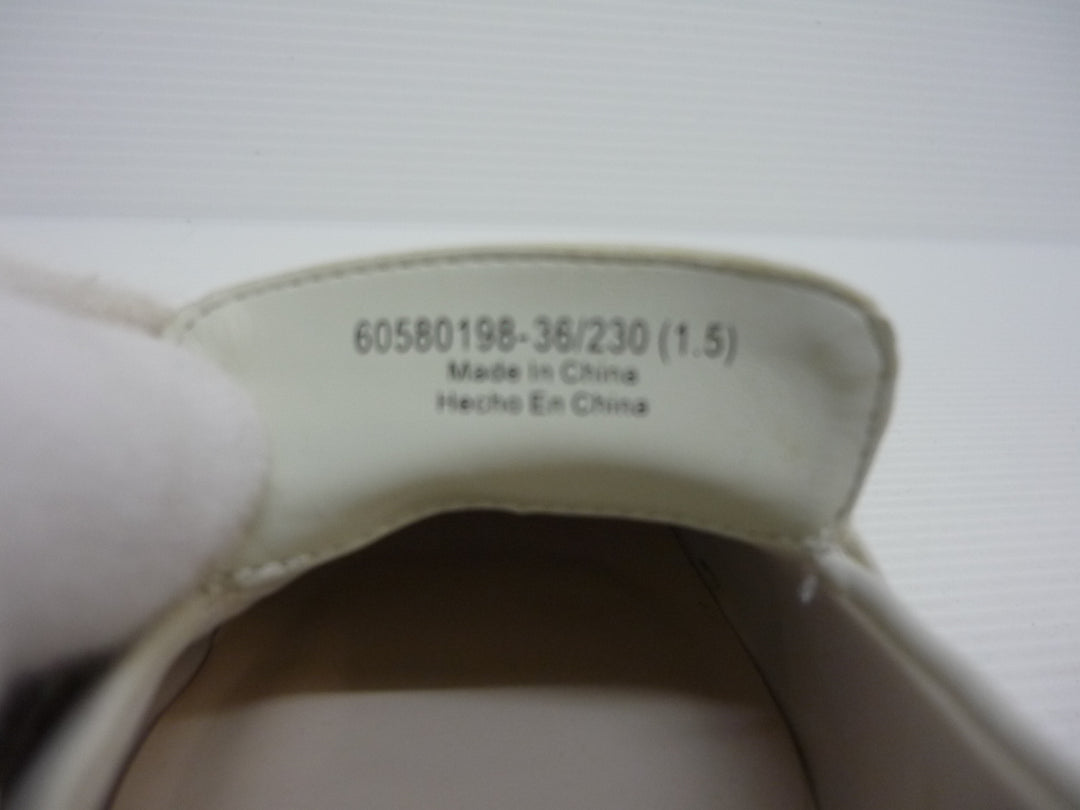 60580198-36/230 (1.5)
Made In China
Hecho En China